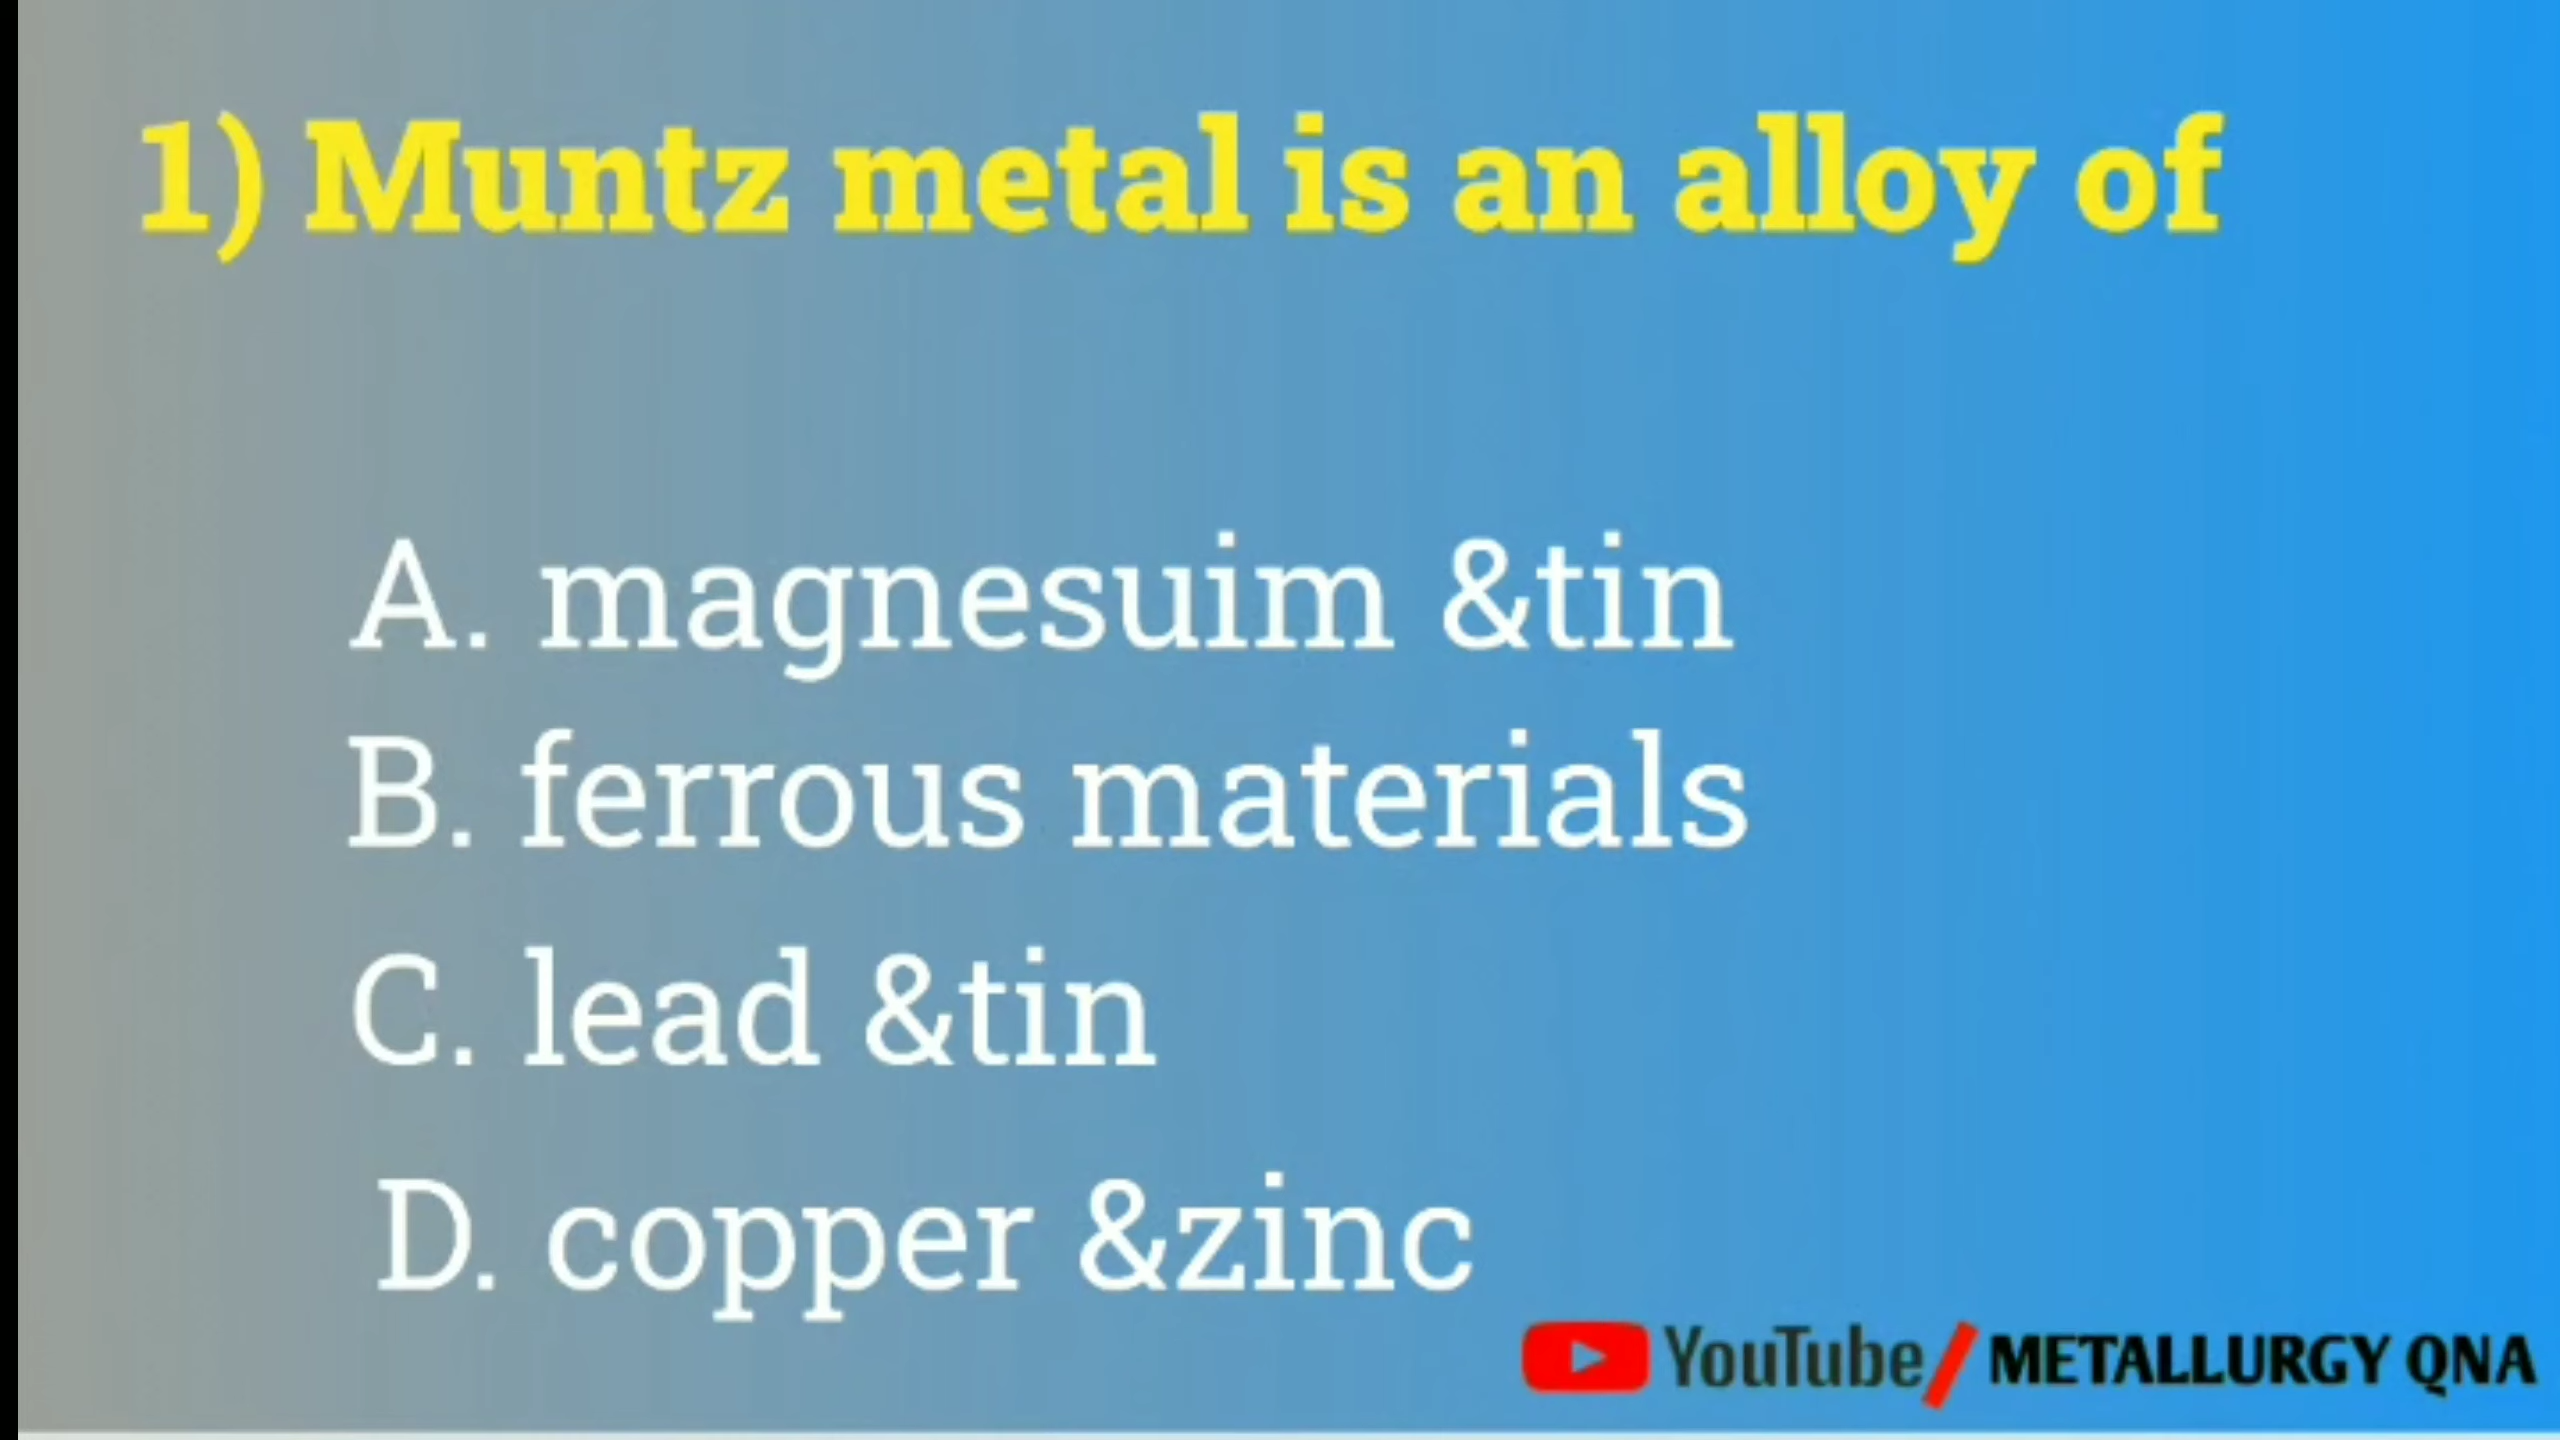 1) Muntz metal is an alloy of
A. magnesuim &tin
B. ferrous materials
C. lead &tin
D. copper &zinc
YouTube/ METALLURGY QNA